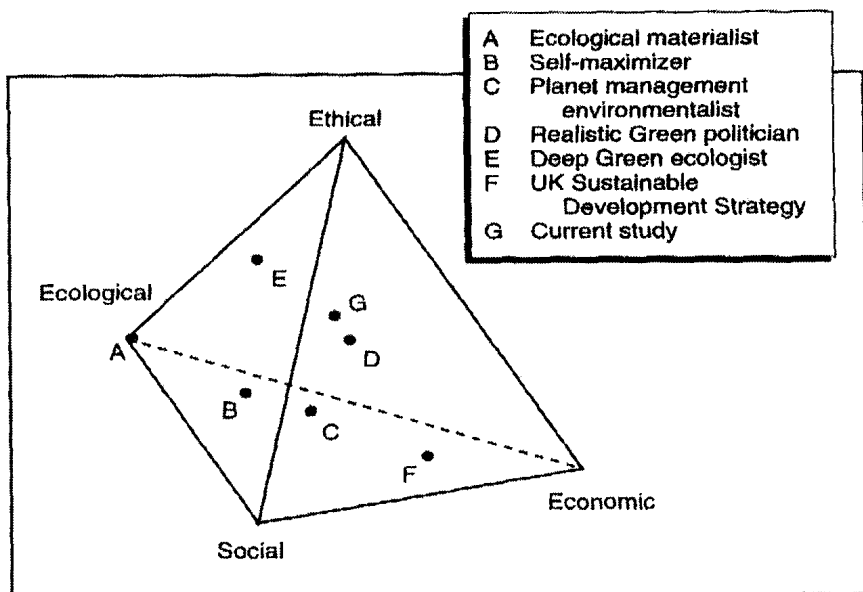 A Ecological materialist
B Self-maximizer
C Planet management
environmentalist
D Realistic Green politician
E Deep Green ecologist
F UK Sustainable
Development Strategy
G Current study
Ethical
E
Ecological
G
A
D
B
C
F
Economic
Social